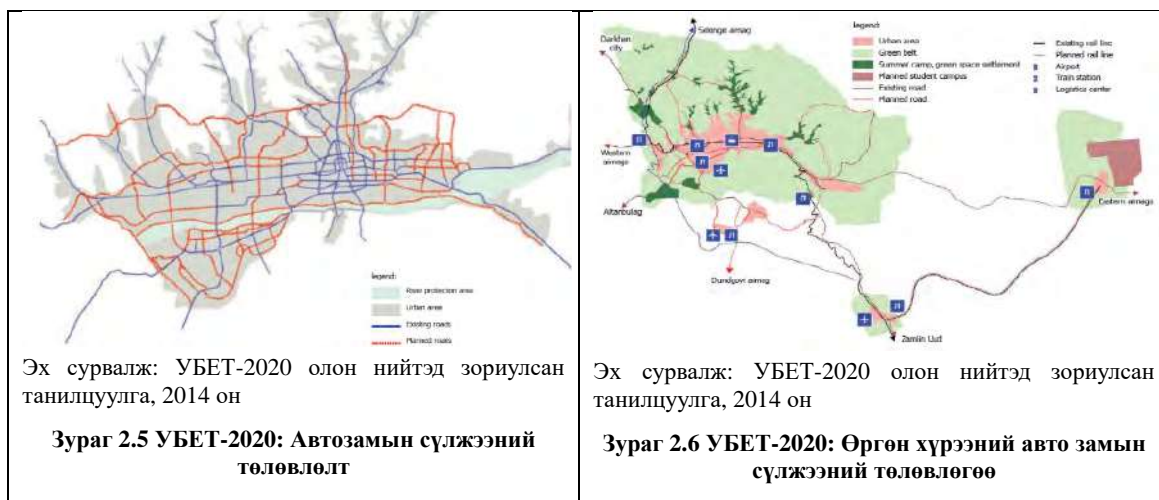 legend:
River protection area
Urban area
Existing roads
Planned roads
Эх сурвалж: УБЕТ-2020 олон нийтэд зориулсан
танилцуулга, 2014 он
Зураг 2.5 УБЕТ-2020: Автозамын сүлжээний
төлөвлөлт
Selenge aimag
Darkhan
city
Western
aimags
Altanbulag
Dundgovi aimag
Zamiin Uud
Eastern aimags
legend:
Urban area
Green belt
Summer camp, green space settlement
Planned student campus
Existing road
Planned road
Existing rail line
Planned rail line
Airport
Train station
Logistics center
Эх сурвалж: УБЕТ-2020 олон нийтэд зориулсан
танилцуулга, 2014 он
Зураг 2.6 УБЕТ-2020: Өргөн хүрээний авто замын
сүлжээний төлөвлөгөө